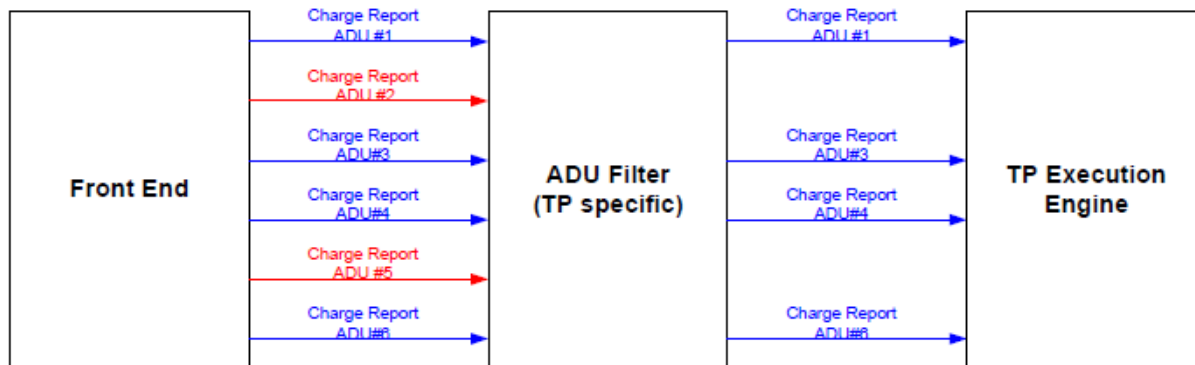 Charge Report
ADU #1
Charge Report
ADU #1
Charge Report
ADU #2
Charge Report
ADU#3
Charge Report
ADU#3
Front End
ADU Filter
(TP specific)
TP Execution
Engine
Charge Report
ADU#4
Charge Report
ADU#4
Charge Report
ADU #5
Charge Report
ADU#6
Charge Report
ADU#6